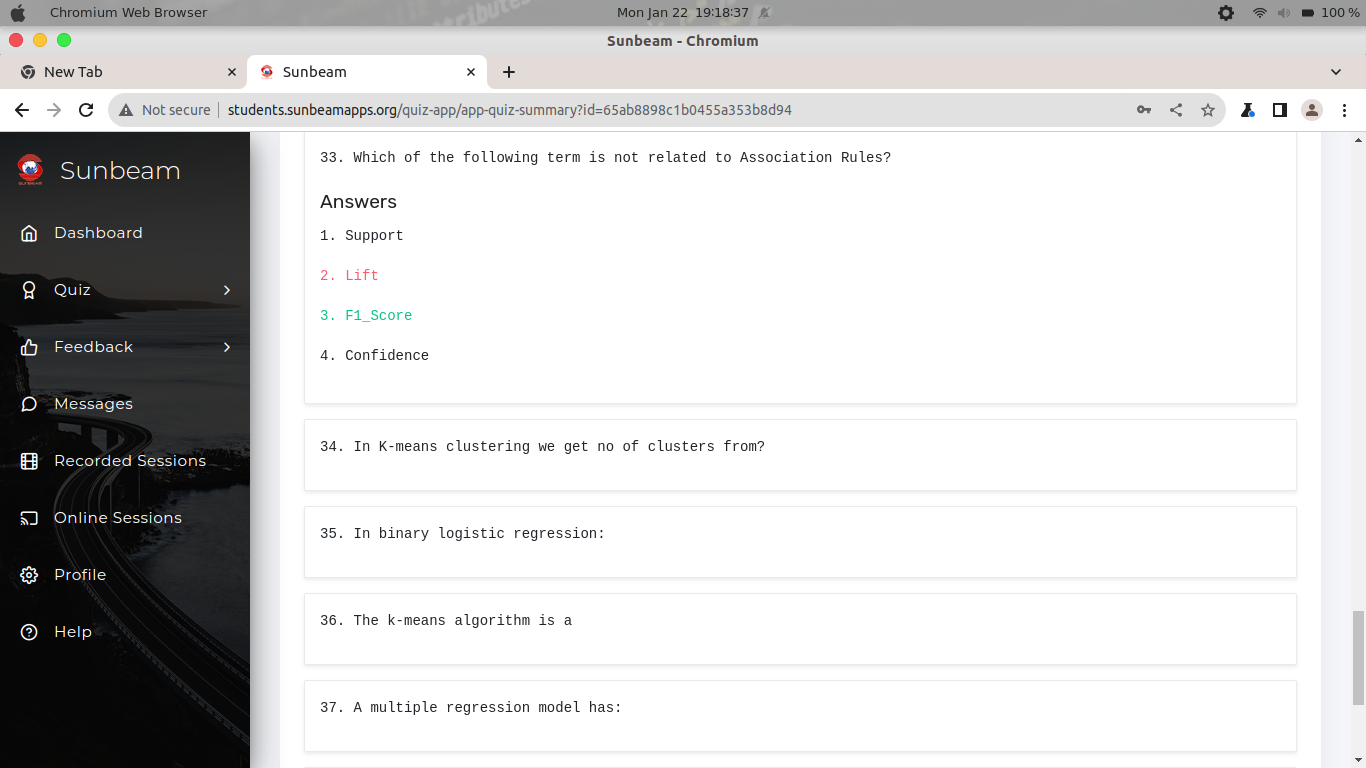 Chromium Web Browser
Mon Jan 22 19:18:37
100 %
Sunbeam - Chromium
New Tab
Sunbeam
Not secure
students.sunbeamapps.org/quiz-app/app-quiz-summary?id=65ab8898c1b0455a353b8d94
Sunbeam
Dashboard
Quiz
Feedback
Messages
Recorded Sessions
Online Sessions
Profile
Help
33. Which of the following term is not related to Association Rules?
Answers
1. Support
2. Lift
3. F1_Score
4. Confidence
34. In K-means clustering we get no of clusters from?
35. In binary logistic regression:
36. The k-means algorithm is a
37. A multiple regression model has: